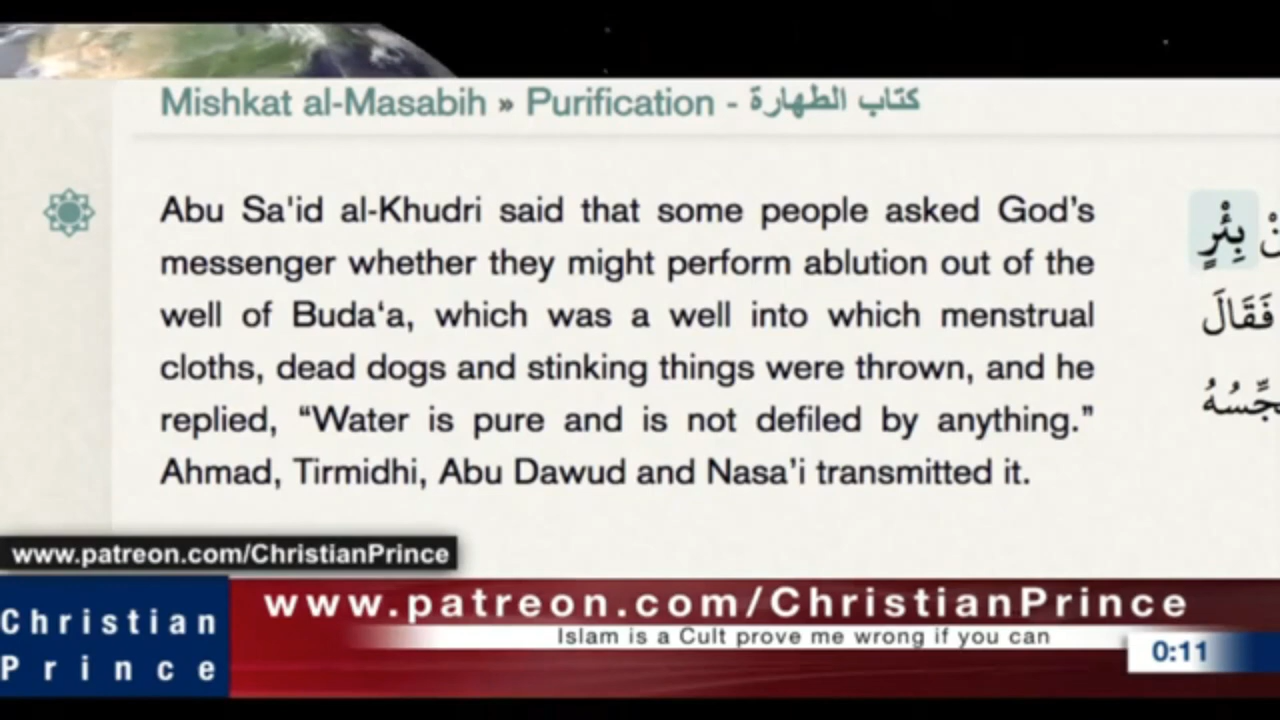 Mishkat al-Masabih » Purification - كتاب الطهارة
Abu Sa'id al-Khudri said that some people asked God’s
messenger whether they might perform ablution out of the
well of Buda‘a, which was a well into which menstrual
cloths, dead dogs and stinking things were thrown, and he
replied, “Water is pure and is not defiled by anything.”
Ahmad, Tirmidhi, Abu Dawud and Nasa’i transmitted it.
بِئْرٍ
فَقَالَ
www.patreon.com/ChristianPrince
Christian
Prince
www.patreon.com/ChristianPrince
Islam is a Cult prove me wrong if you can
0:11